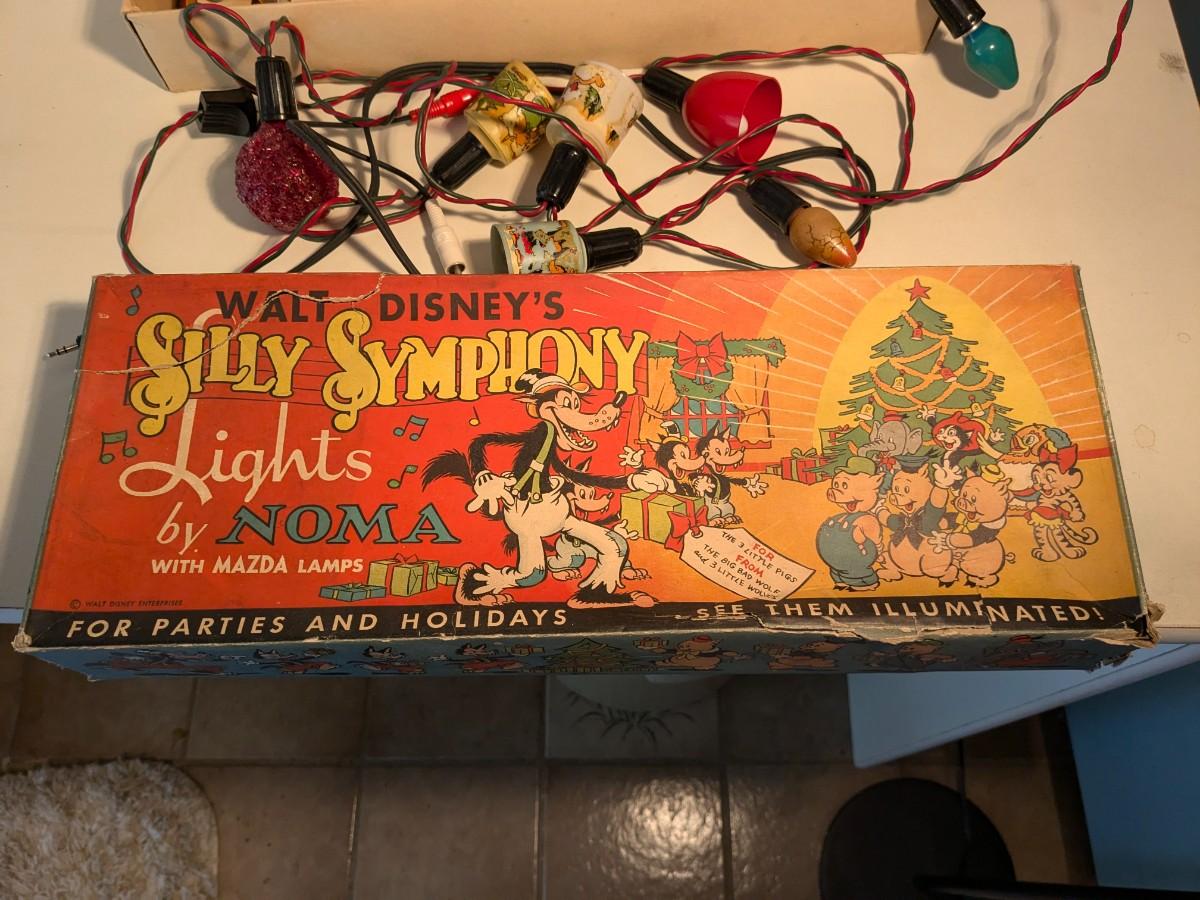 WALT DISNEY'S
SILLY SYMPHONY
Lights
by NOMA
WITH MAZDA LAMPS
FOR
THE 3 LITTLE PIGS
FROM
THE BIG BAD WOLF
and 3 LITTLE WOLVES
© WALT DISNEY ENTERPRISES
FOR PARTIES AND HOLIDAYS
SEE THEM ILLUMINATED!